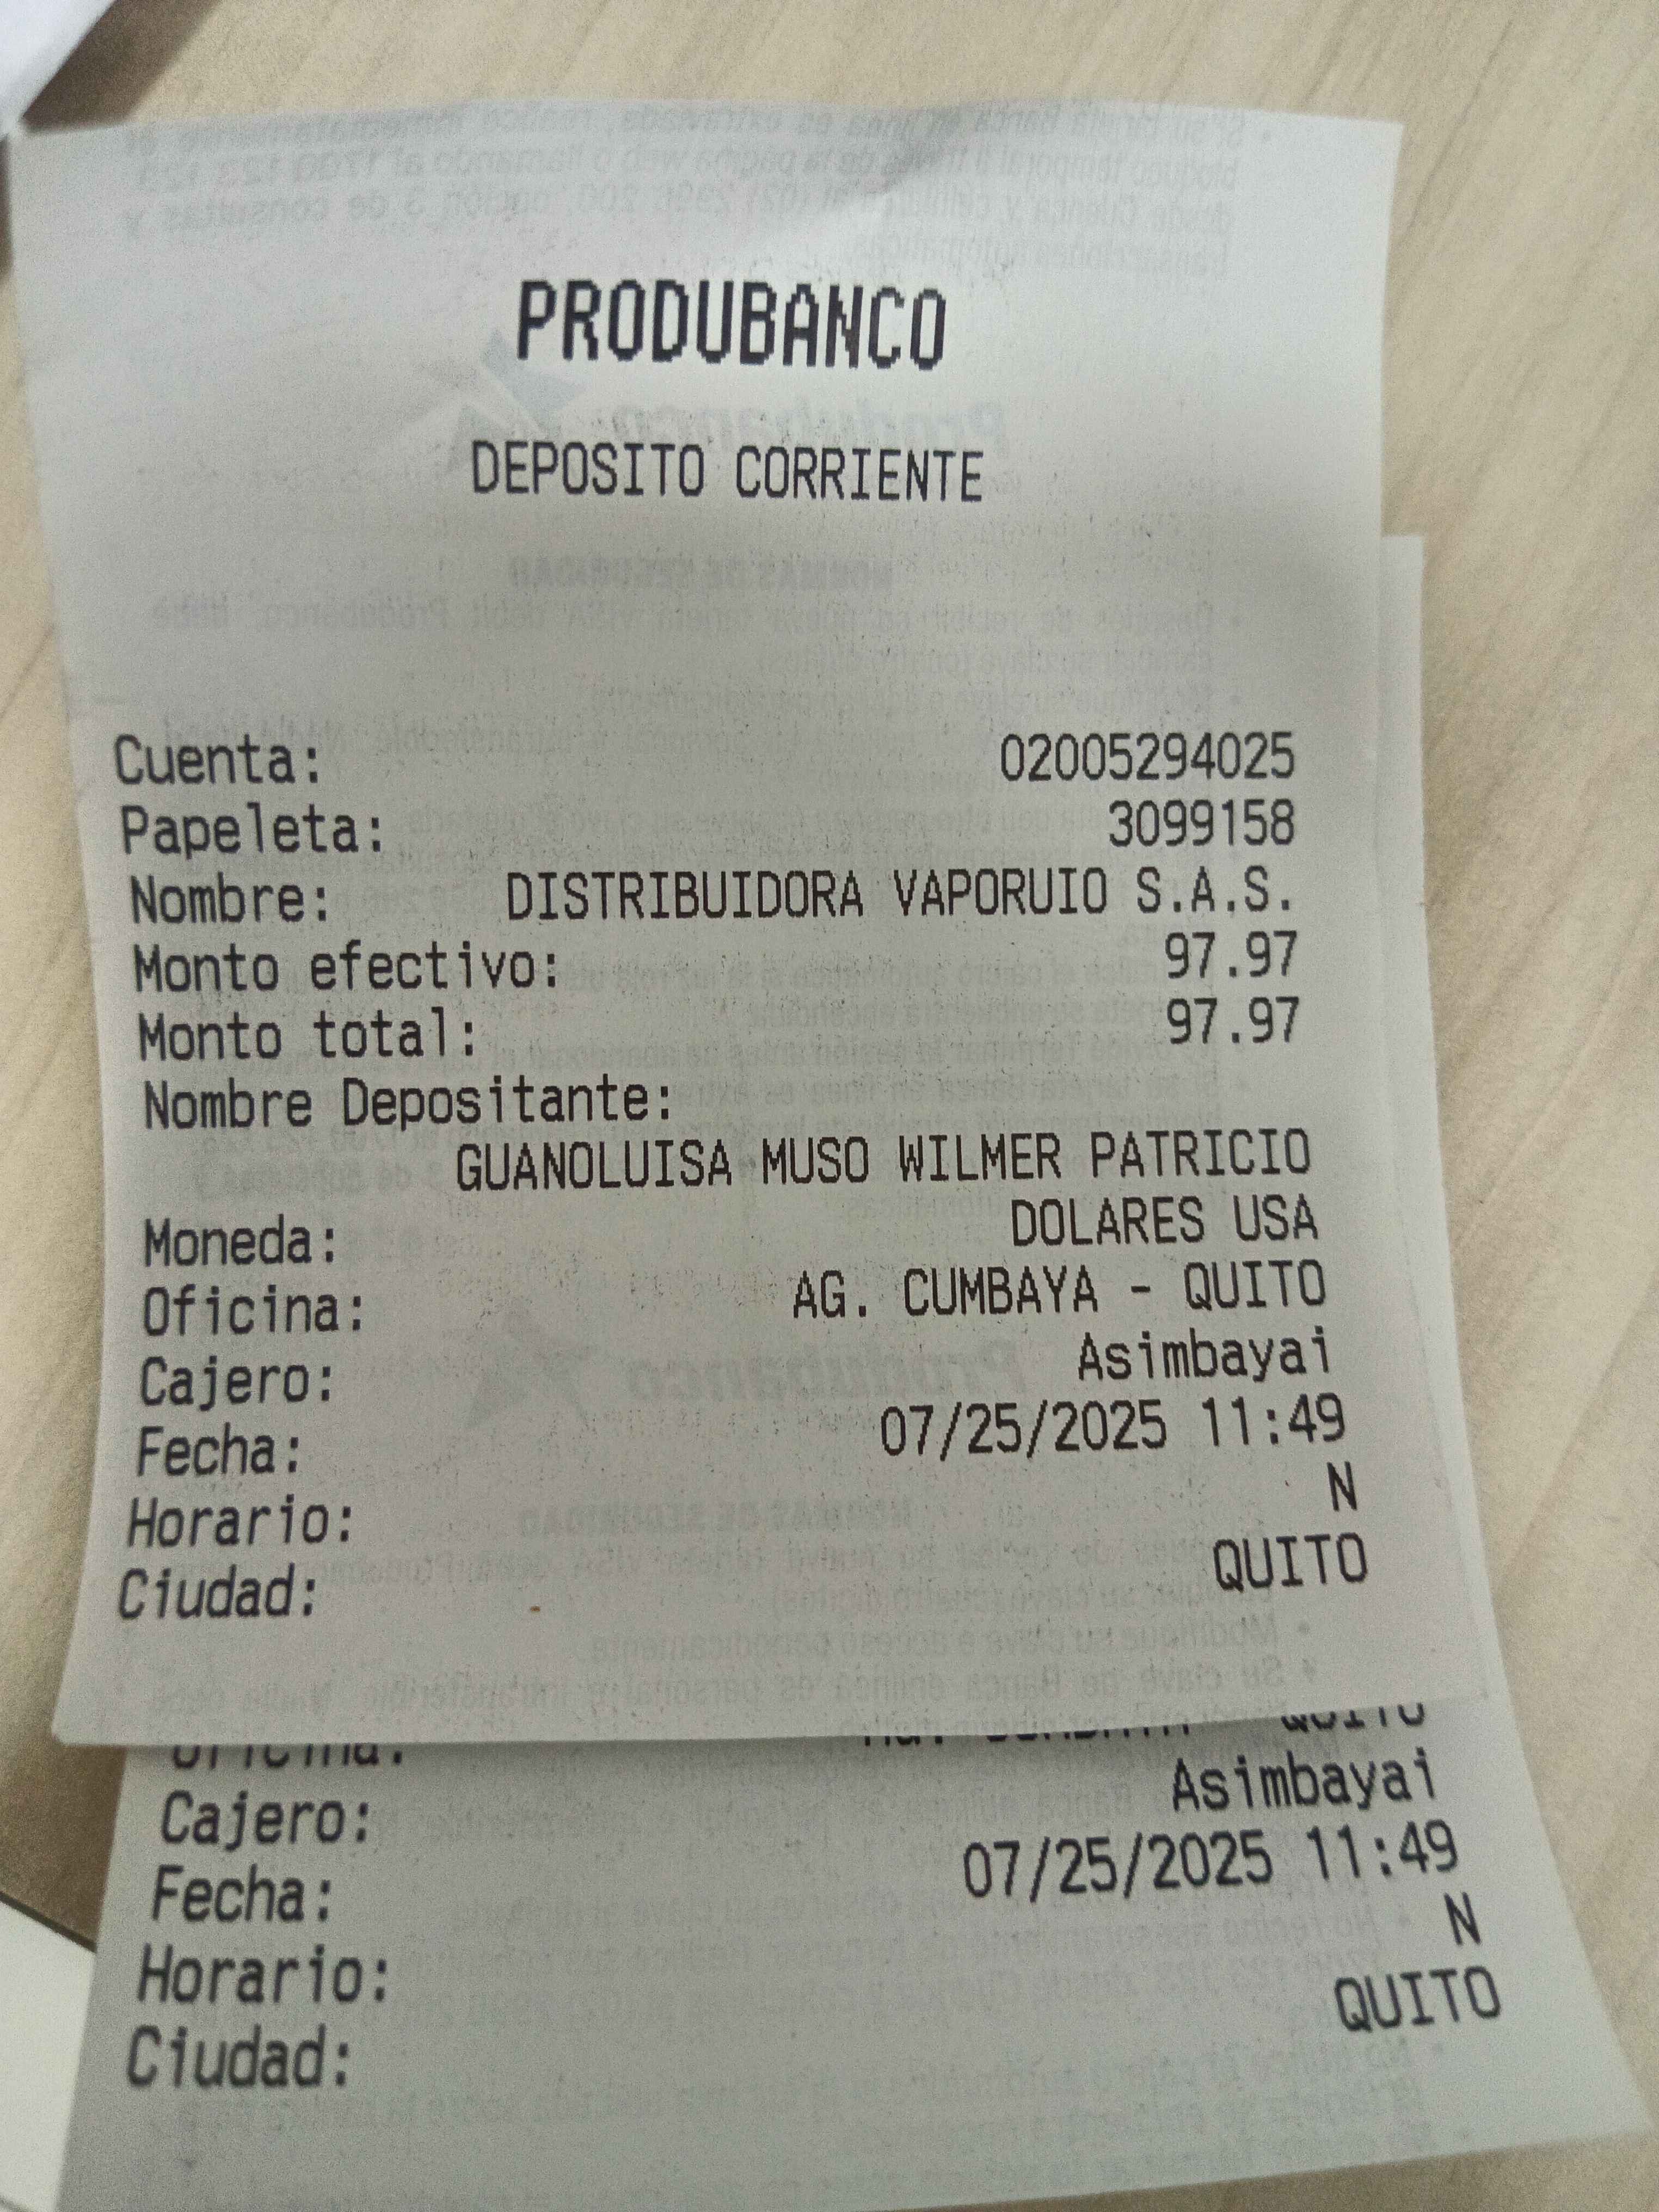 PRODUBANCO
DEPOSITO CORRIENTE
Cuenta: 02005294025
Papeleta: 3099158
Nombre: DISTRIBUIDORA VAPORUIO S.A.S.
Monto efectivo: 97.97
Monto total: 97.97
Nombre Depositante:
GUANOLUISA MUSO WILMER PATRICIO
Moneda: DOLARES USA
Oficina: AG. CUMBAYA - QUITO
Cajero: Asimbayai
Fecha: 07/25/2025 11:49
Horario: N
Ciudad: QUITO
Cajero: Asimbayai
Fecha: 07/25/2025 11:49
Horario: N
Ciudad: QUITO